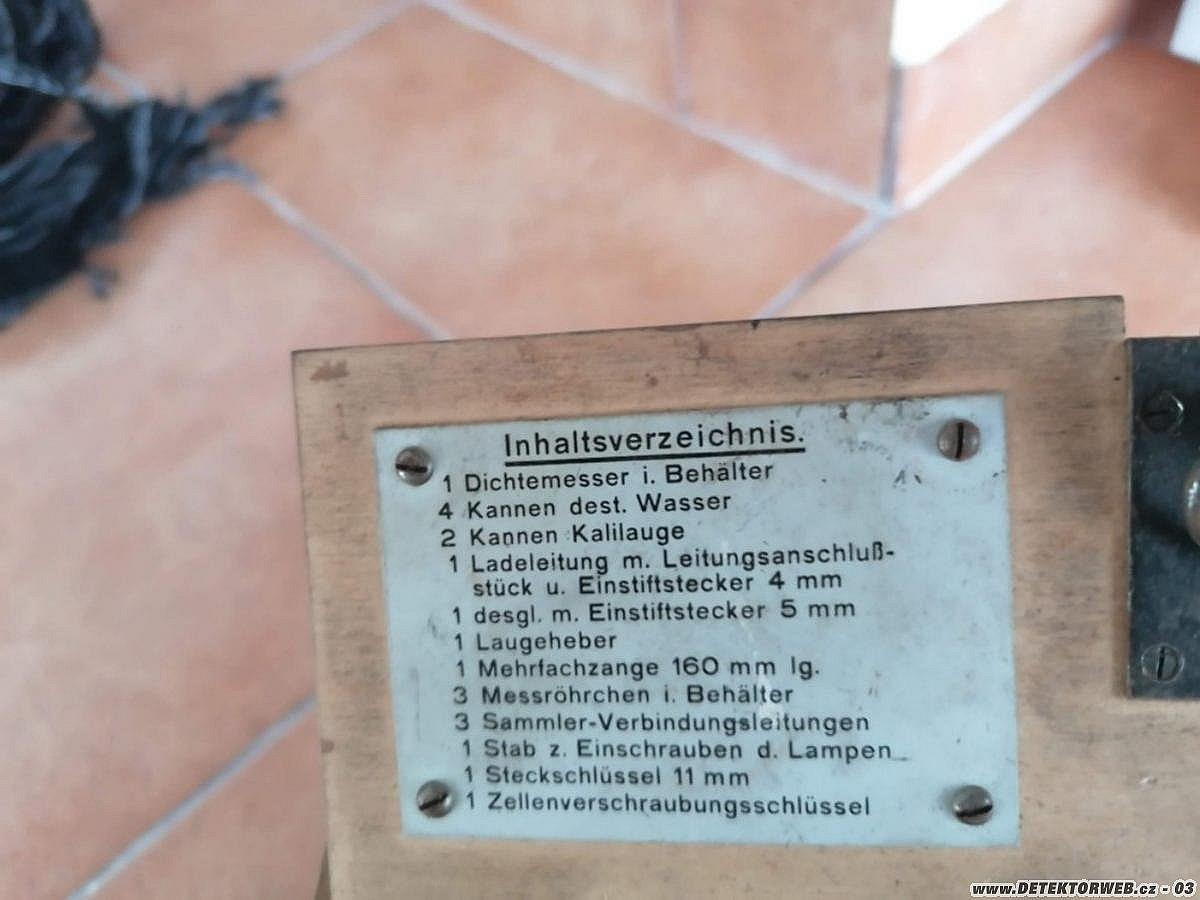 Inhaltsverzeichnis.
1 Dichtemesser i. Behälter
4 Kannen dest. Wasser
2 Kannen Kalilauge
1 Ladeleitung m. Leitungsanschluß-
stück u. Einstiftstecker 4 mm
1 desgl. m. Einstiftstecker 5 mm
1 Laugeheber
1 Mehrfachzange 160 mm lg.
3 Messröhrchen i. Behälter
3 Sammler-Verbindungsleitungen
1 Stab z. Einschrauben d. Lampen
1 Steckschlüssel 11 mm
1 Zellenverschraubungsschlüssel
www.DETEKTORWEB.cz - 03